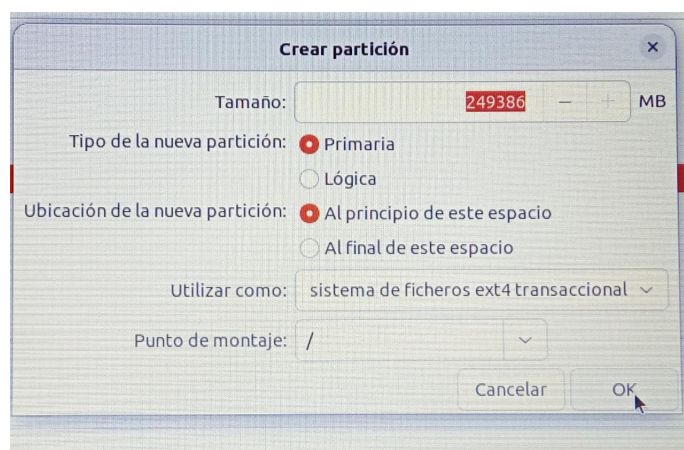 Crear partición
Tamaño: 249386 MB
Tipo de la nueva partición: Primaria
Lógica
Ubicación de la nueva partición: Al principio de este espacio
Al final de este espacio
Utilizar como: sistema de ficheros ext4 transaccional
Punto de montaje: /
Cancelar OK